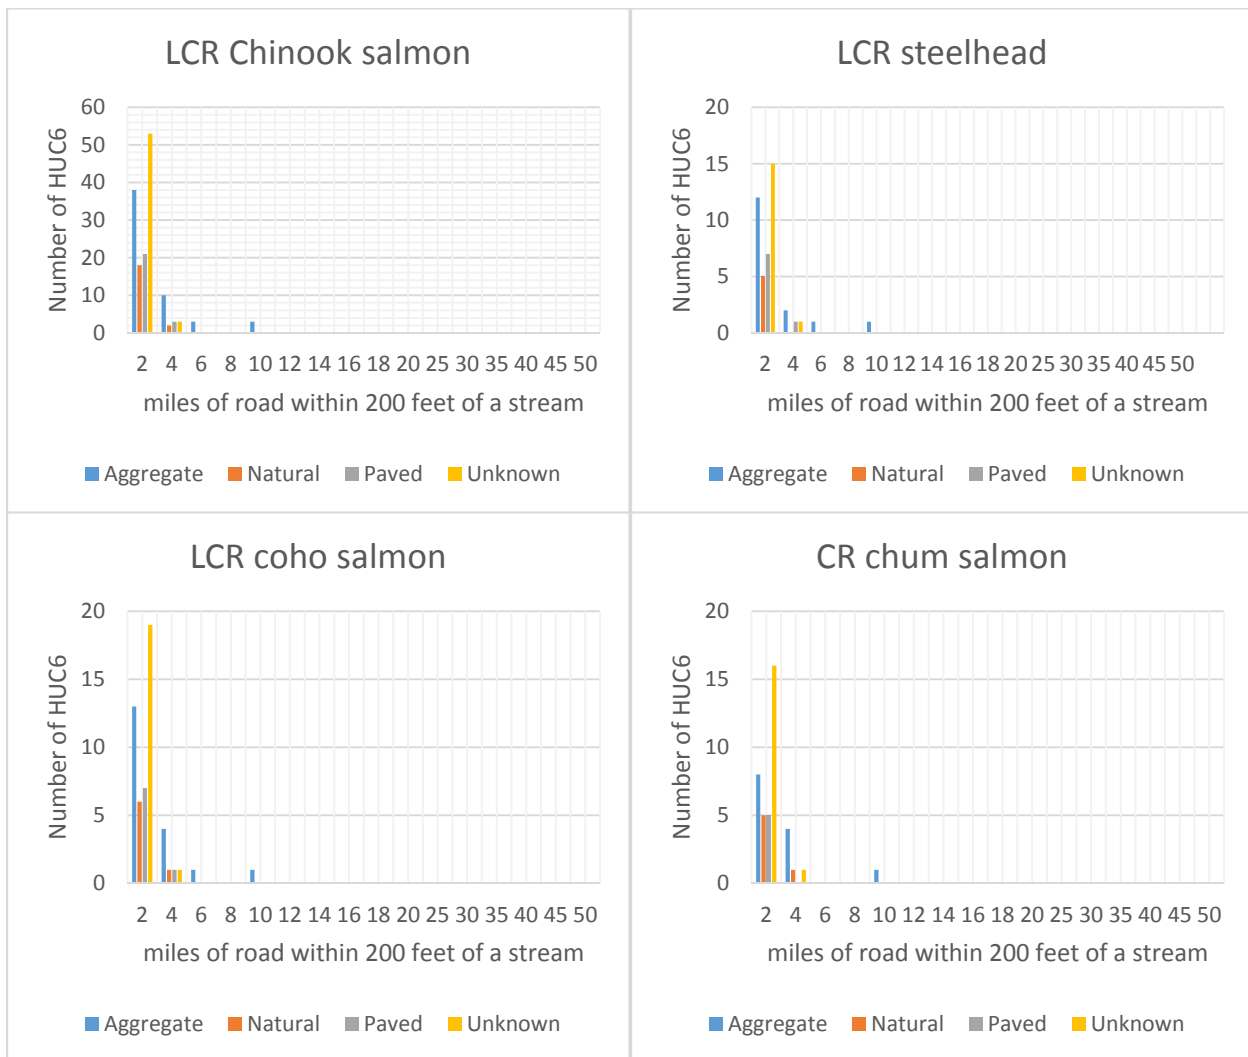 LCR Chinook salmon
Number of HUC6
60
50
40
30
20
10
0
2 4 6 8 10 12 14 16 18 20 25 30 35 40 45 50
miles of road within 200 feet of a stream
Aggregate Natural Paved Unknown
LCR steelhead
Number of HUC6
20
15
10
5
0
2 4 6 8 10 12 14 16 18 20 25 30 35 40 45 50
miles of road within 200 feet of a stream
Aggregate Natural Paved Unknown
LCR coho salmon
Number of HUC6
20
15
10
5
0
2 4 6 8 10 12 14 16 18 20 25 30 35 40 45 50
miles of road within 200 feet of a stream
Aggregate Natural Paved Unknown
CR chum salmon
Number of HUC6
20
15
10
5
0
2 4 6 8 10 12 14 16 18 20 25 30 35 40 45 50
miles of road within 200 feet of a stream
Aggregate Natural Paved Unknown